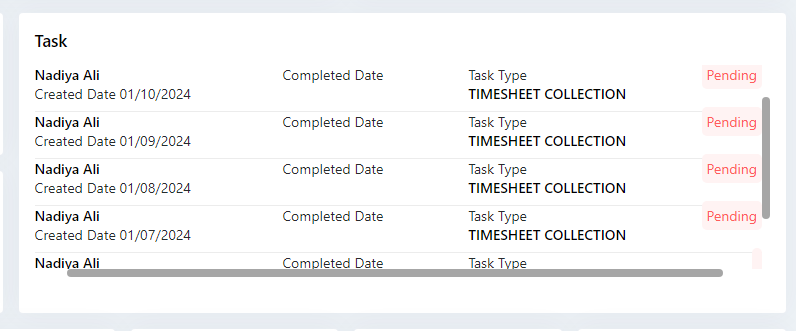 Task
Nadiya Ali Completed Date Task Type Pending
Created Date 01/10/2024 TIMESHEET COLLECTION
Nadiya Ali Completed Date Task Type Pending
Created Date 01/09/2024 TIMESHEET COLLECTION
Nadiya Ali Completed Date Task Type Pending
Created Date 01/08/2024 TIMESHEET COLLECTION
Nadiya Ali Completed Date Task Type Pending
Created Date 01/07/2024 TIMESHEET COLLECTION
Nadiya Ali Completed Date Task Type